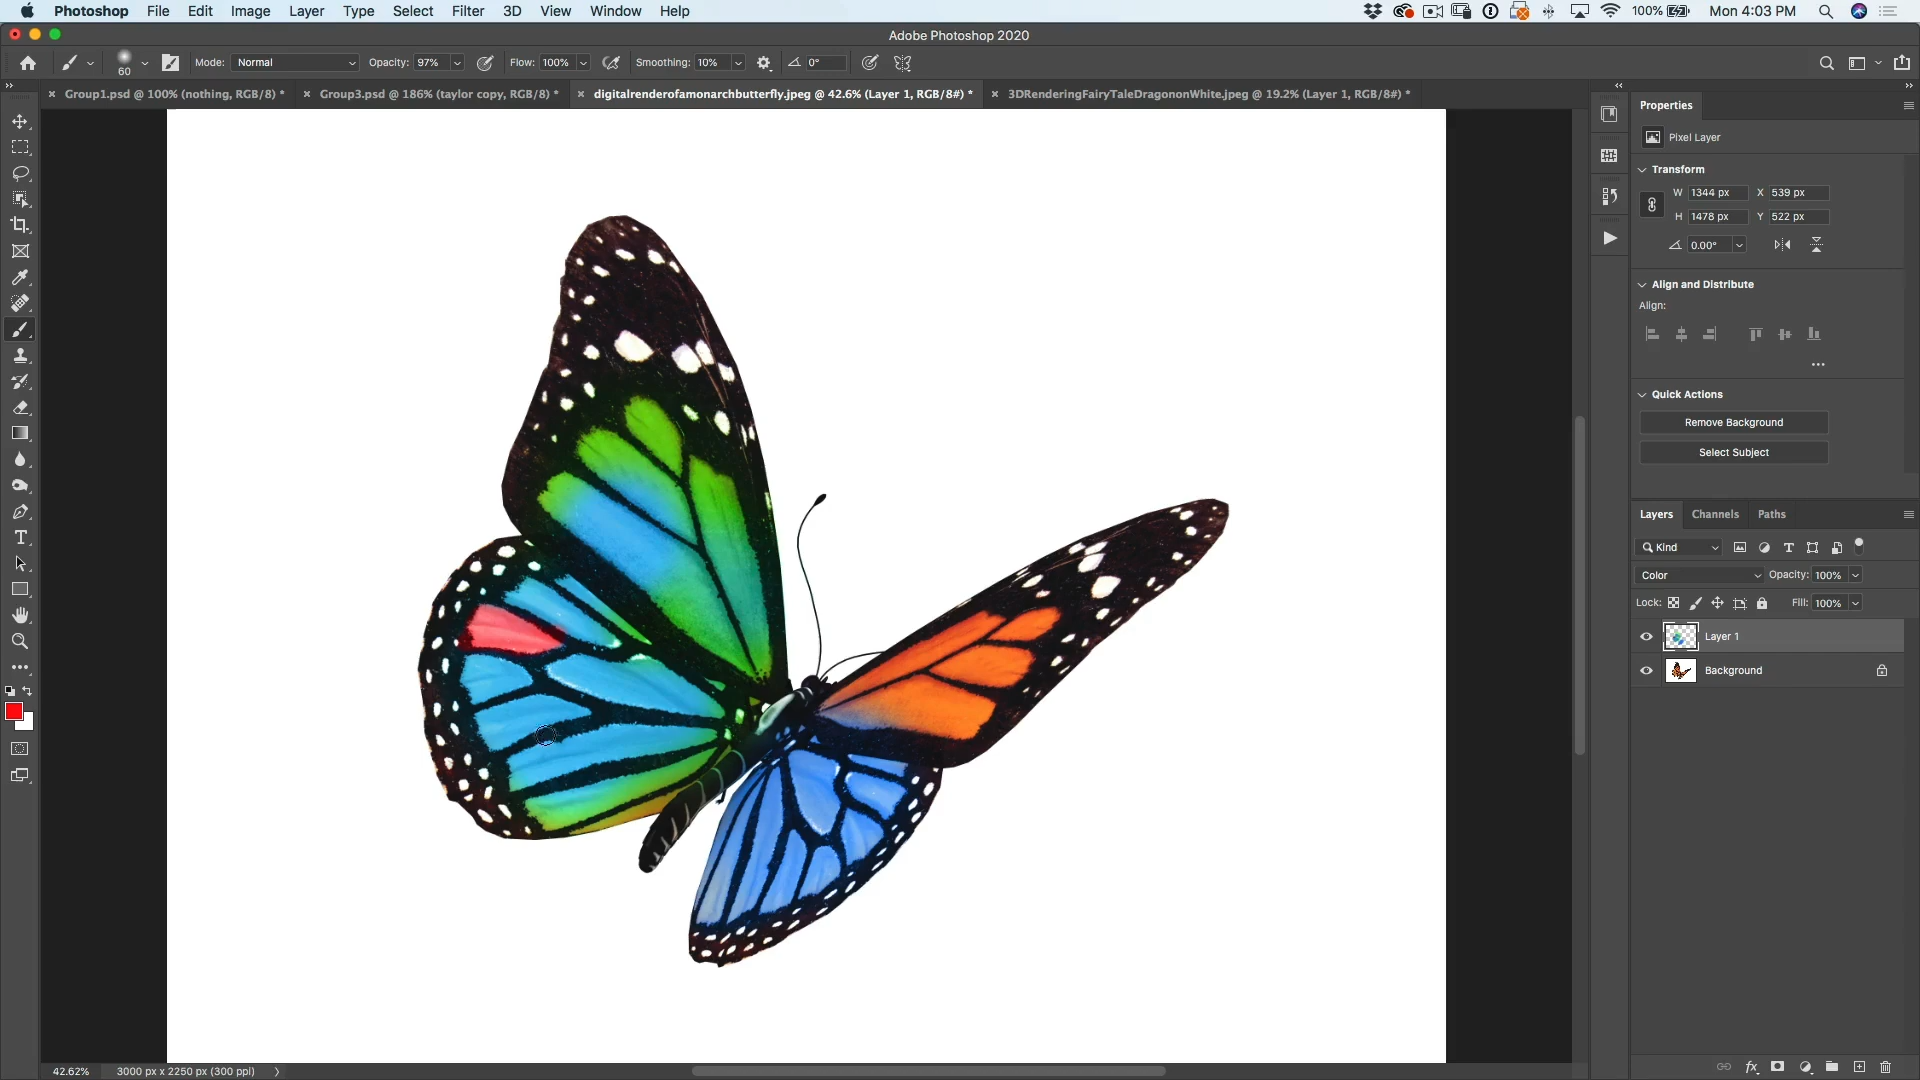 Photoshop File Edit Image Layer Type Select Filter 3D View Window Help 100% Mon 4:03 PM
Adobe Photoshop 2020
60 Mode: Normal Opacity: 97% Flow: 100% Smoothing: 10% 0°
Group1.psd @ 100% (nothing, RGB/8) * Group3.psd @ 186% (taylor copy, RGB/8) * digitalrenderofamonarchbutterfly.jpeg @ 42.6% (Layer 1, RGB/8#) * 3DRenderingFairyTaleDragononWhite.jpeg @ 19.2% (Layer 1, RGB/8#) *
Properties
Pixel Layer
Transform
W 1344 px X 539 px
H 1478 px Y 522 px
0.00°
Align and Distribute
Align:
Quick Actions
Remove Background
Select Subject
Layers Channels Paths
Kind
Color Opacity: 100%
Lock: Fill: 100%
Layer 1
Background
42.62% 3000 px x 2250 px (300 ppi)